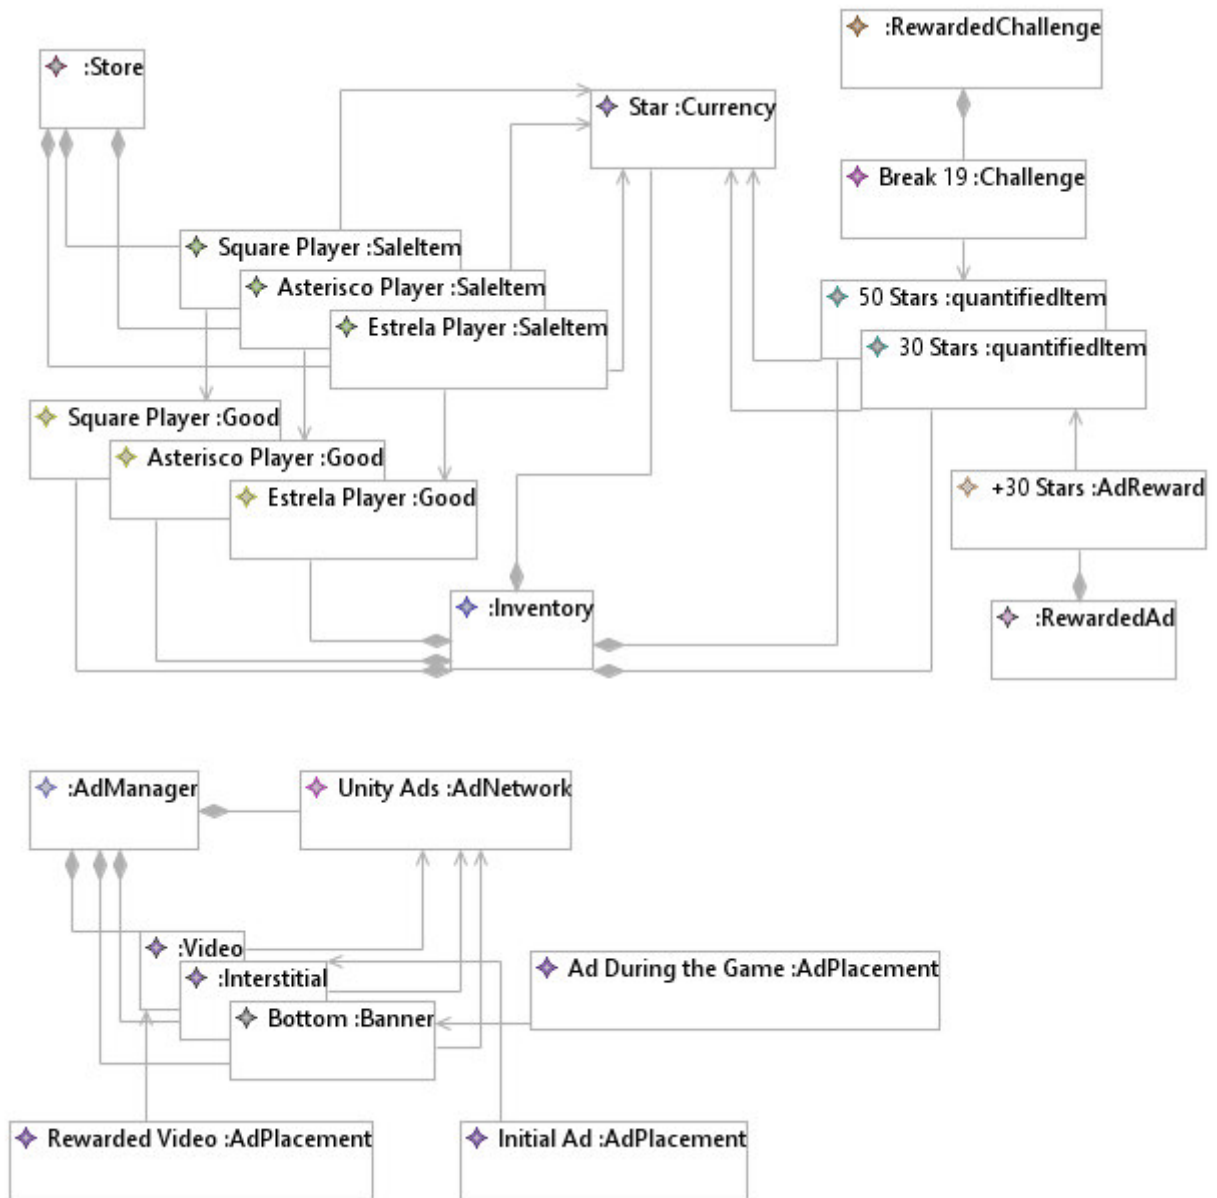 :RewardedChallenge
:Store
Star :Currency
Break 19 :Challenge
Square Player :SaleItem
Asterisco Player :SaleItem
Estrela Player :SaleItem
50 Stars :quantifiedItem
30 Stars :quantifiedItem
Square Player :Good
Asterisco Player :Good
Estrela Player :Good
+30 Stars :AdReward
:Inventory
:RewardedAd
:AdManager
Unity Ads :AdNetwork
:Video
:Interstitial
Bottom :Banner
Ad During the Game :AdPlacement
Rewarded Video :AdPlacement
Initial Ad :AdPlacement